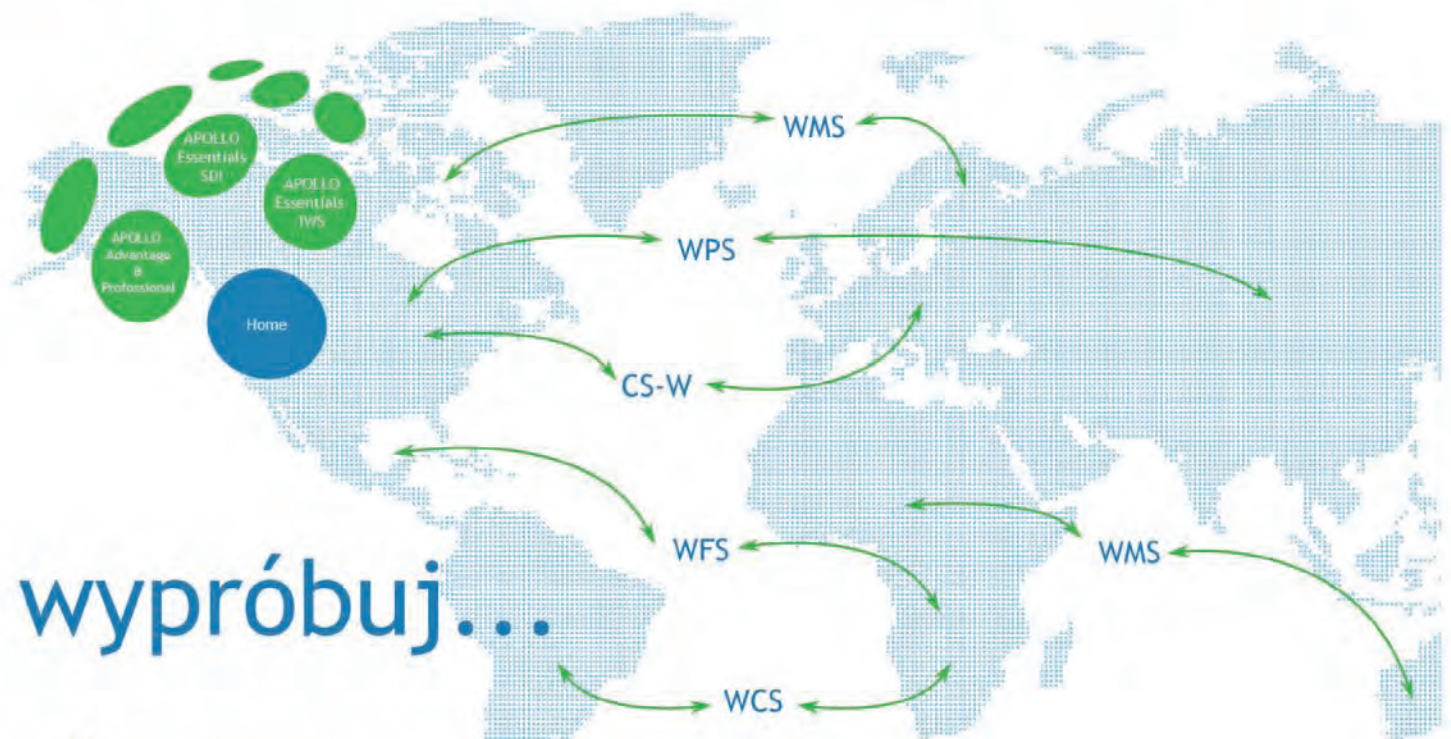 WMS
APOLLO
Essentials
SDI
APOLLO
Essentials
IWS
APOLLO
Advantage
&
Professional
WPS
Home
CS-W
WFS
WMS
wypróbuj...
WCS